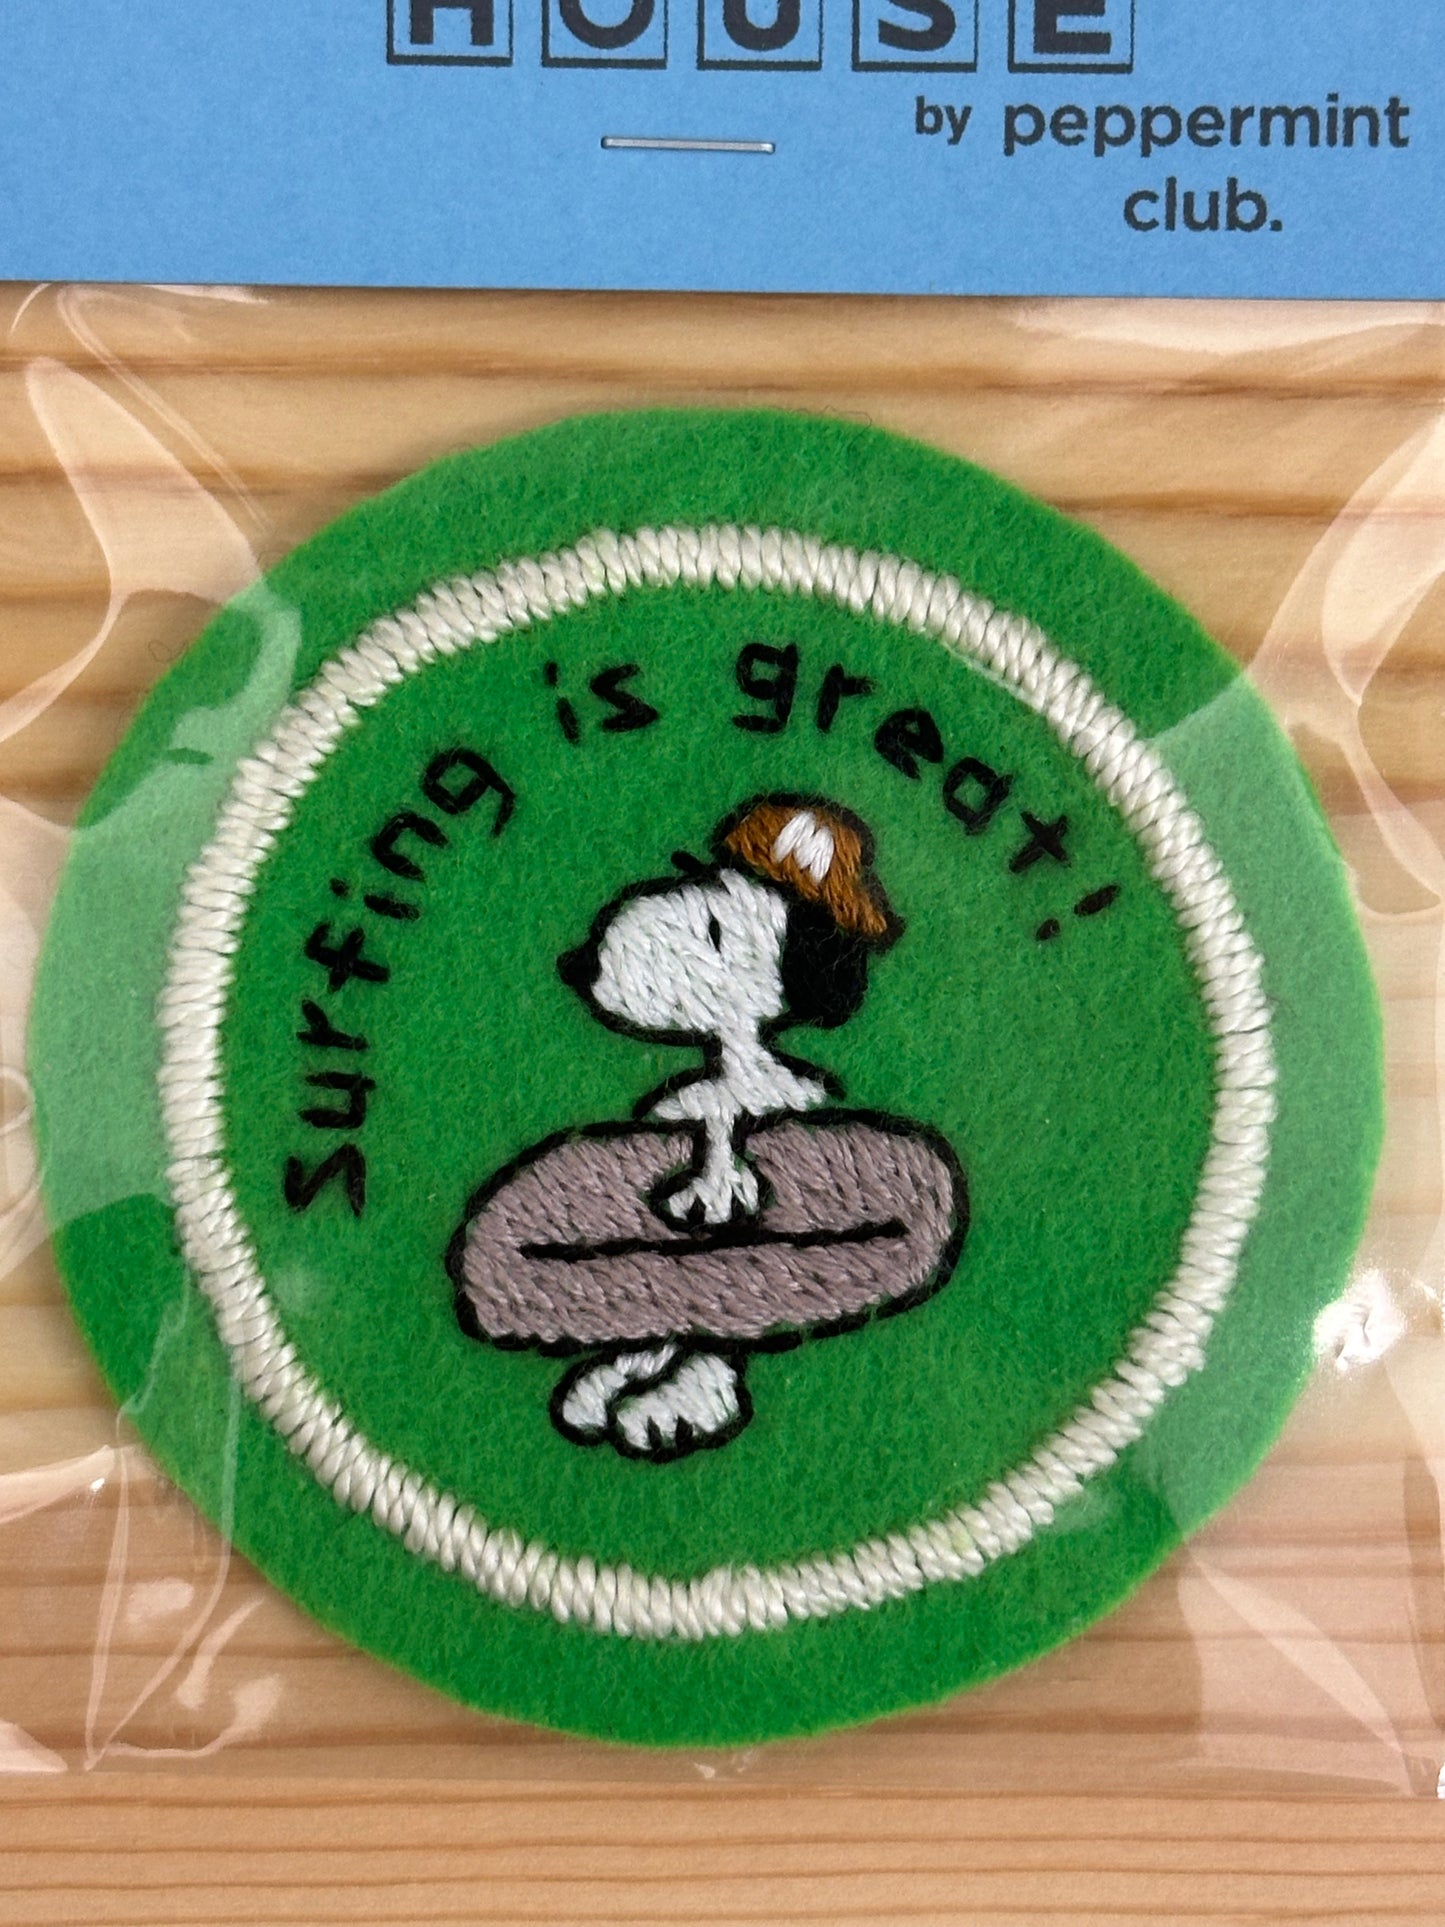 HOUSE
by peppermint
club.
surfing is great!